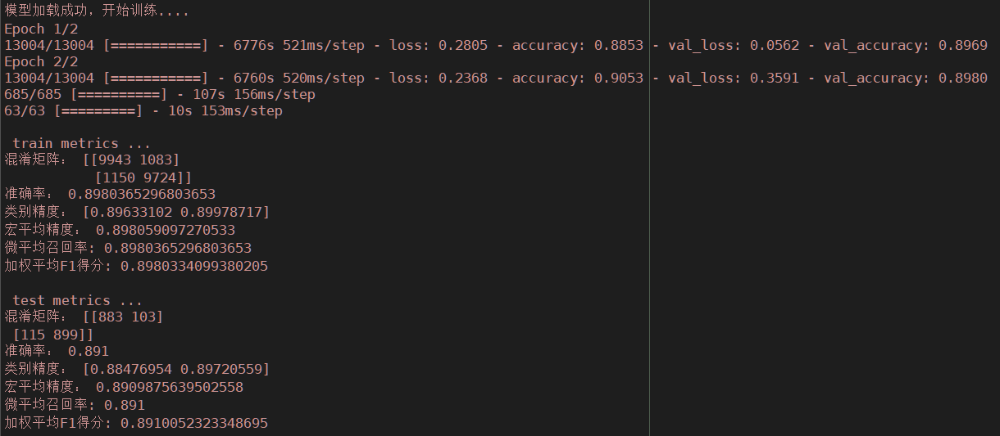 模型加载成功，开始训练....
Epoch 1/2
13004/13004 [===========] - 6776s 521ms/step - loss: 0.2805 - accuracy: 0.8853 - val_loss: 0.0562 - val_accuracy: 0.8969
Epoch 2/2
13004/13004 [===========] - 6760s 520ms/step - loss: 0.2368 - accuracy: 0.9053 - val_loss: 0.3591 - val_accuracy: 0.8980
685/685 [==========] - 107s 156ms/step
63/63 [=========] - 10s 153ms/step
train metrics ...
混淆矩阵： [[9943 1083]
[1150 9724]]
准确率： 0.8980365296803653
类别精度： [0.89633102 0.89978717]
宏平均精度： 0.898059097270533
微平均召回率: 0.8980365296803653
加权平均F1得分: 0.8980334099380205
test metrics ...
混淆矩阵： [[883 103]
[115 899]]
准确率： 0.891
类别精度： [0.88476954 0.89720559]
宏平均精度： 0.8909875639502558
微平均召回率: 0.891
加权平均F1得分: 0.8910052323348695